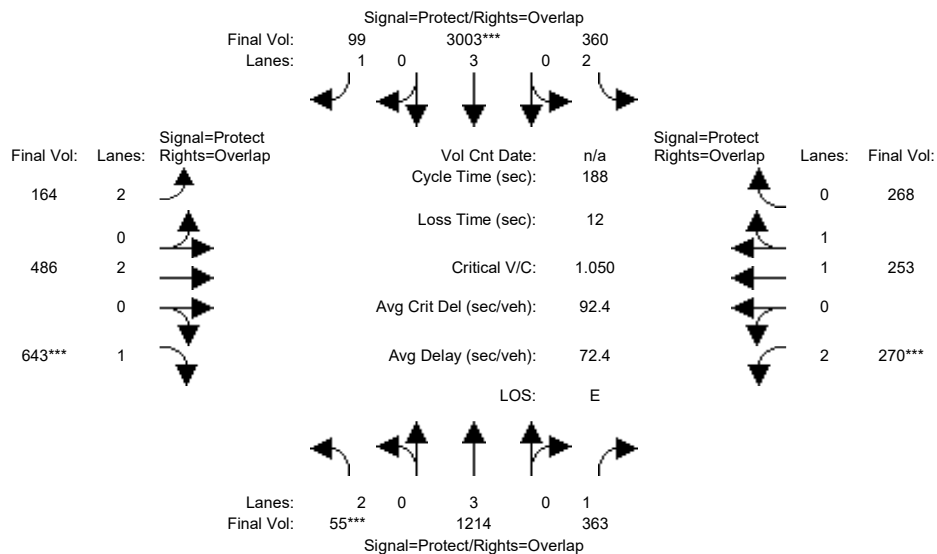 Signal=Protect/Rights=Overlap
Final Vol: 99 3003*** 360
Lanes: 1 0 3 0 2
Signal=Protect
Final Vol: Lanes: Rights=Overlap
Vol Cnt Date: n/a
Signal=Protect
Rights=Overlap Lanes: Final Vol:
Cycle Time (sec): 188
164 2
0 268
Loss Time (sec): 12
0
1
486 2
Critical V/C: 1.050
1 253
0
Avg Crit Del (sec/veh): 92.4
0
643*** 1
Avg Delay (sec/veh): 72.4
2 270***
LOS: E
Lanes: 2 0 3 0 1
Final Vol: 55*** 1214 363
Signal=Protect/Rights=Overlap